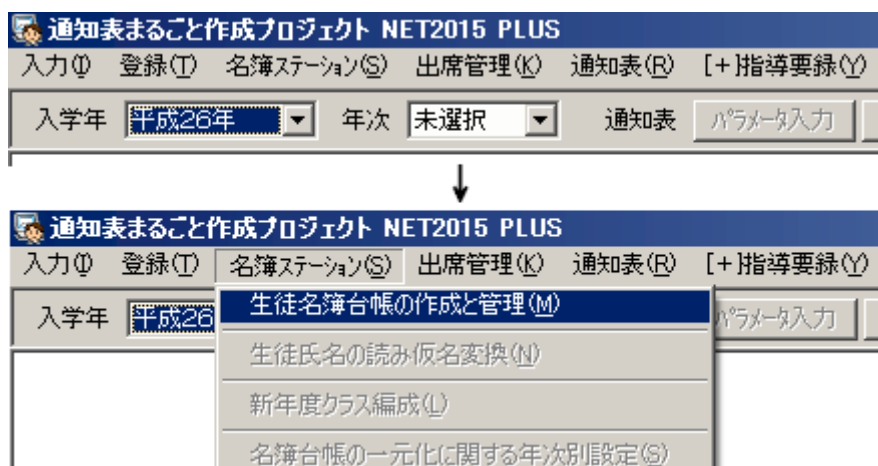 通知表まるごと作成プロジェクト NET2015 PLUS
入力(I) 登録(T) 名簿ステーション(S) 出席管理(K) 通知表(R) [+]指導要録(Y)
入学年 平成26年 年次 未選択 通知表 パラメータ入力
↓
通知表まるごと作成プロジェクト NET2015 PLUS
入力(I) 登録(T) 名簿ステーション(S) 出席管理(K) 通知表(R) [+]指導要録(Y)
入学年 平成26 パラメータ入力
生徒名簿台帳の作成と管理(M)
生徒氏名の読み仮名変換(N)
新年度クラス編成(L)
名簿台帳の一元化に関する年次別設定(S)